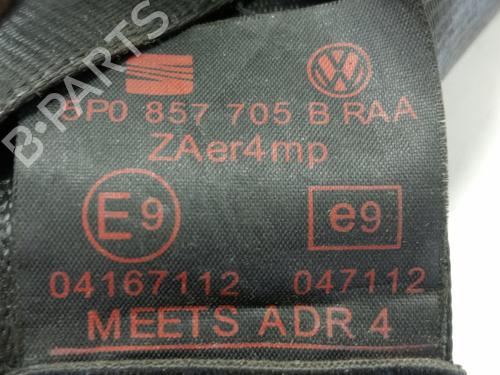 5P0 857 705 B RAA
ZAer4mp
E9 e9
04167112 047112
MEETS ADR 4
B-PARTS